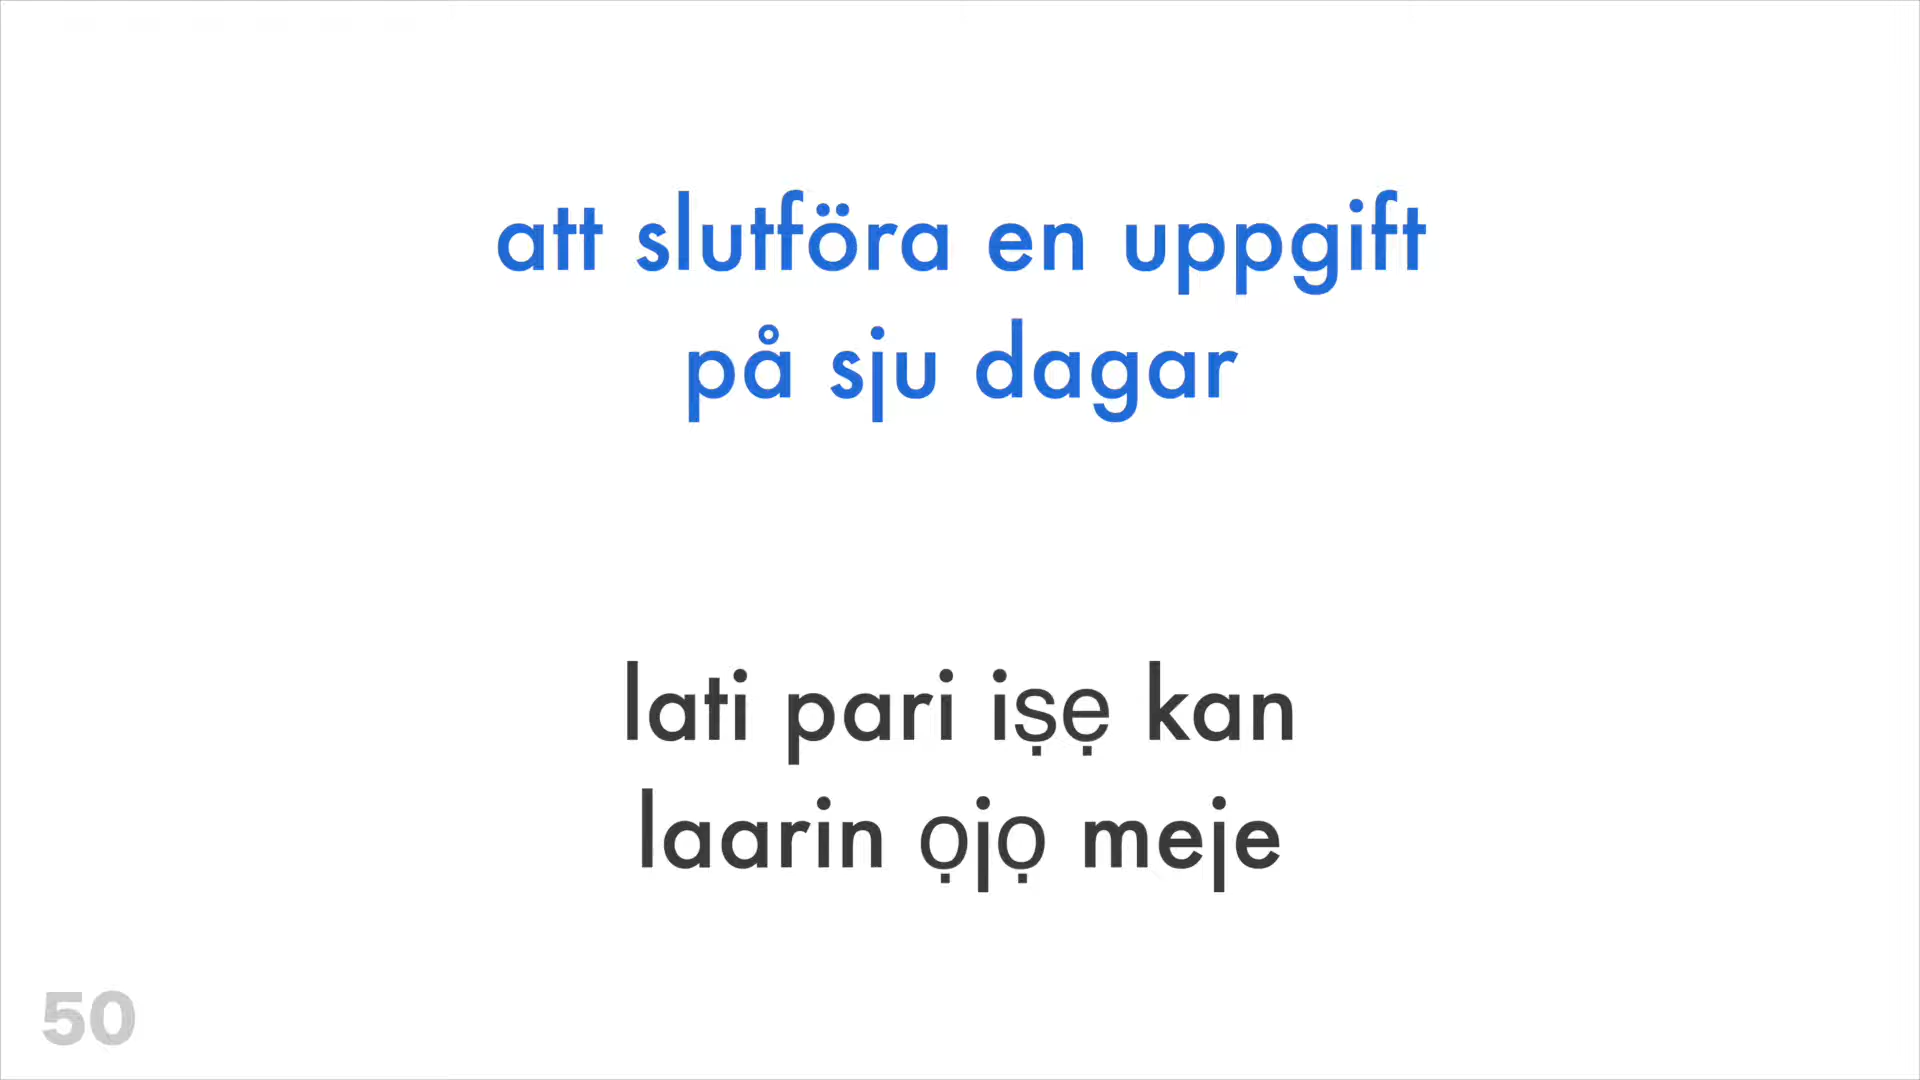 att slutföra en uppgift
på sju dagar
lati pari iṣẹ kan
laarin ọjọ meje
50